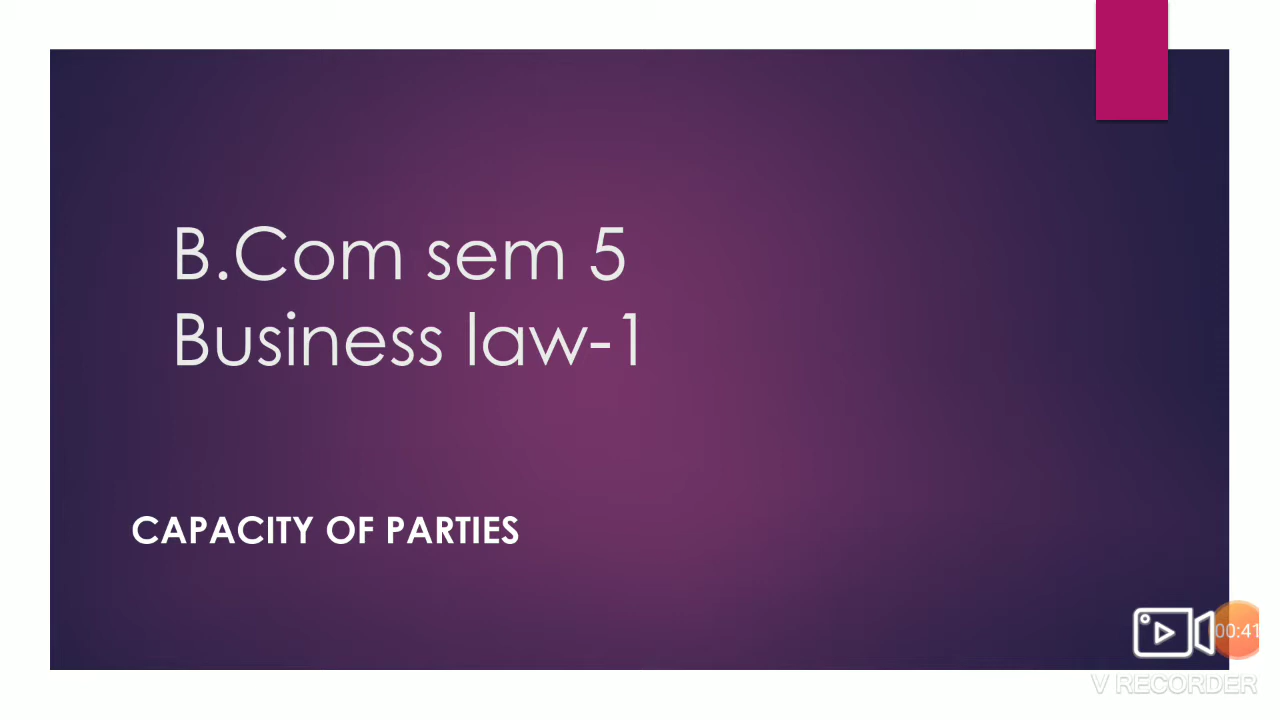 B.Com sem 5
Business law-1
CAPACITY OF PARTIES
00:41
V RECORDER